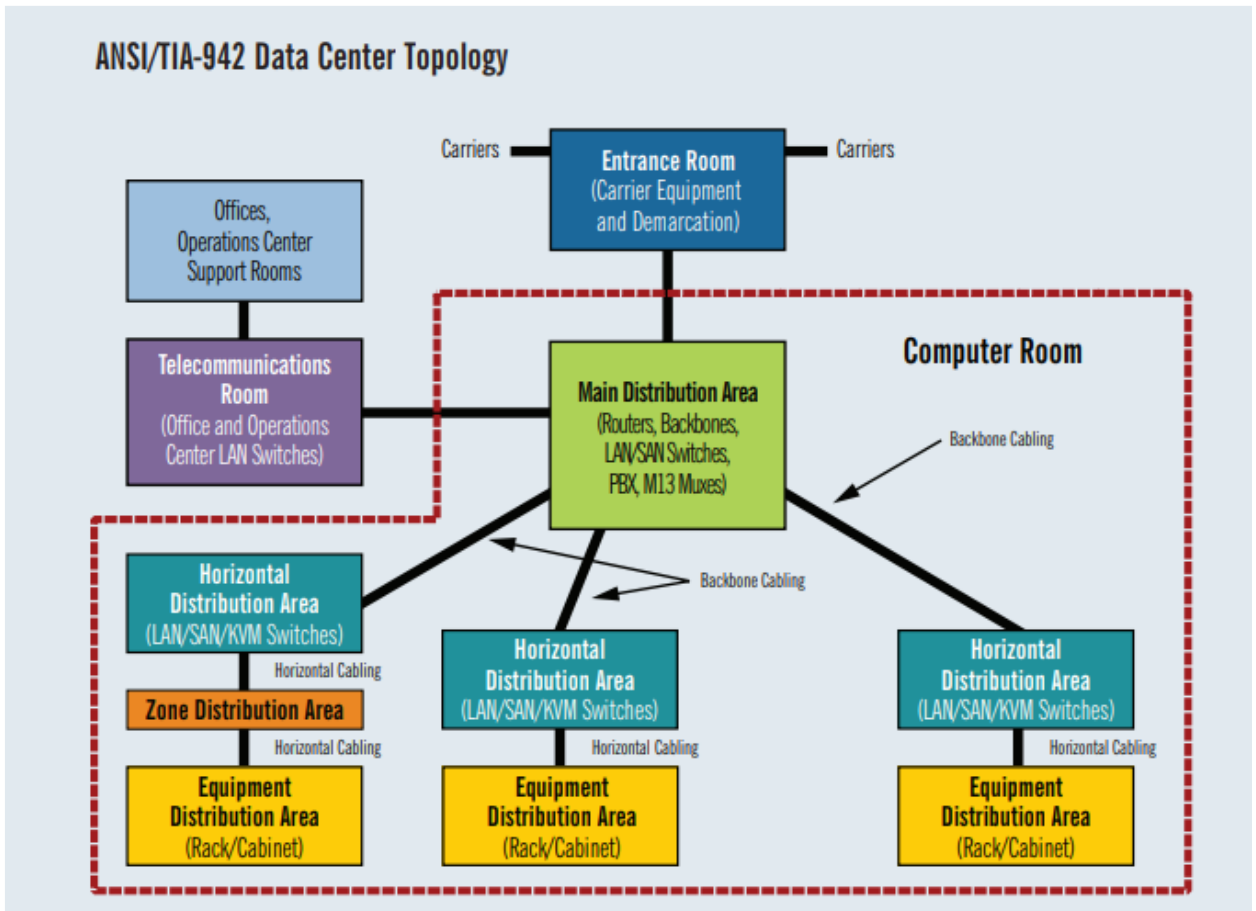 ANSI/TIA-942 Data Center Topology
Carriers
Entrance Room
(Carrier Equipment
and Demarcation)
Carriers
Offices,
Operations Center
Support Rooms
Telecommunications
Room
(Office and Operations
Center LAN Switches)
Computer Room
Main Distribution Area
(Routers, Backbones,
LAN/SAN Switches,
PBX, M13 Muxes)
Backbone Cabling
Backbone Cabling
Horizontal
Distribution Area
(LAN/SAN/KVM Switches)
Horizontal Cabling
Zone Distribution Area
Horizontal Cabling
Equipment
Distribution Area
(Rack/Cabinet)
Horizontal
Distribution Area
(LAN/SAN/KVM Switches)
Horizontal Cabling
Equipment
Distribution Area
(Rack/Cabinet)
Horizontal
Distribution Area
(LAN/SAN/KVM Switches)
Horizontal Cabling
Equipment
Distribution Area
(Rack/Cabinet)